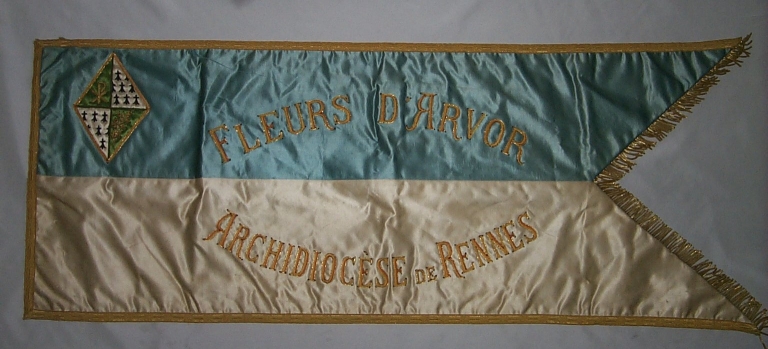 FLEURS D'ARVOR
ARCHIDIOCÈSE DE RENNES